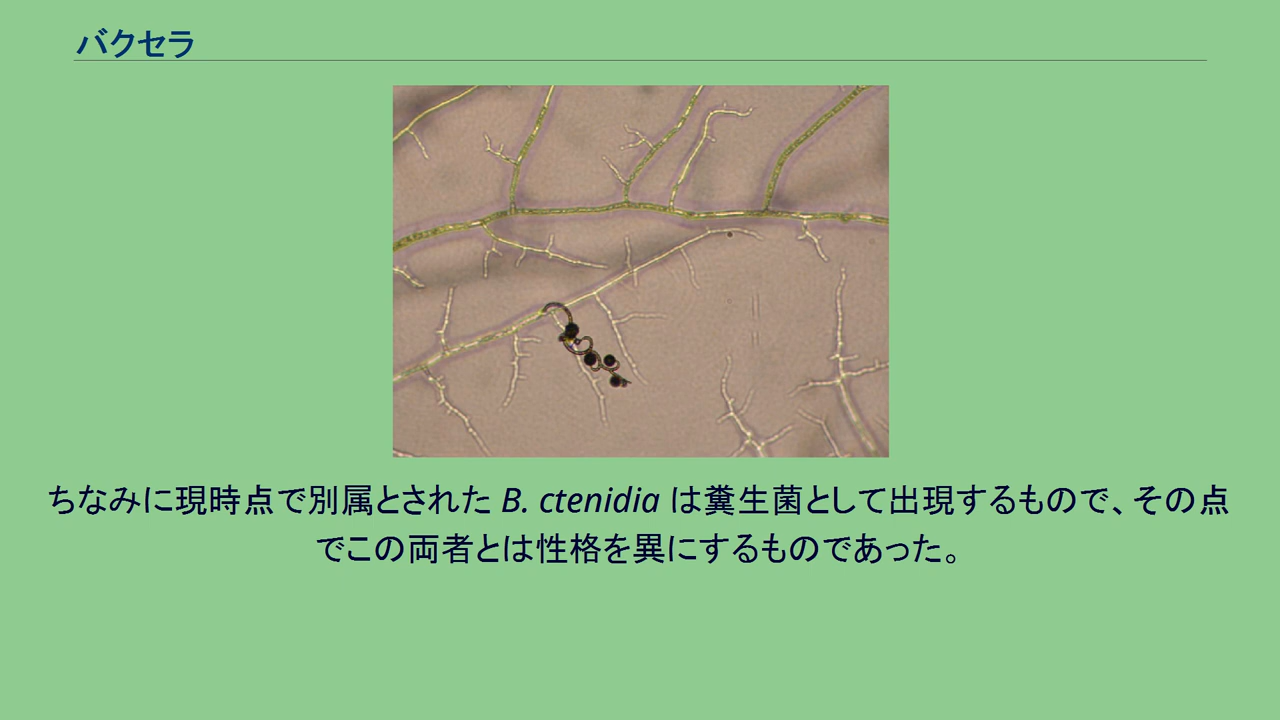 バクセラ
ちなみに現時点で別属とされた B. ctenidia は糞生菌として出現するもので、その点
でこの両者とは性格を異にするものであった。